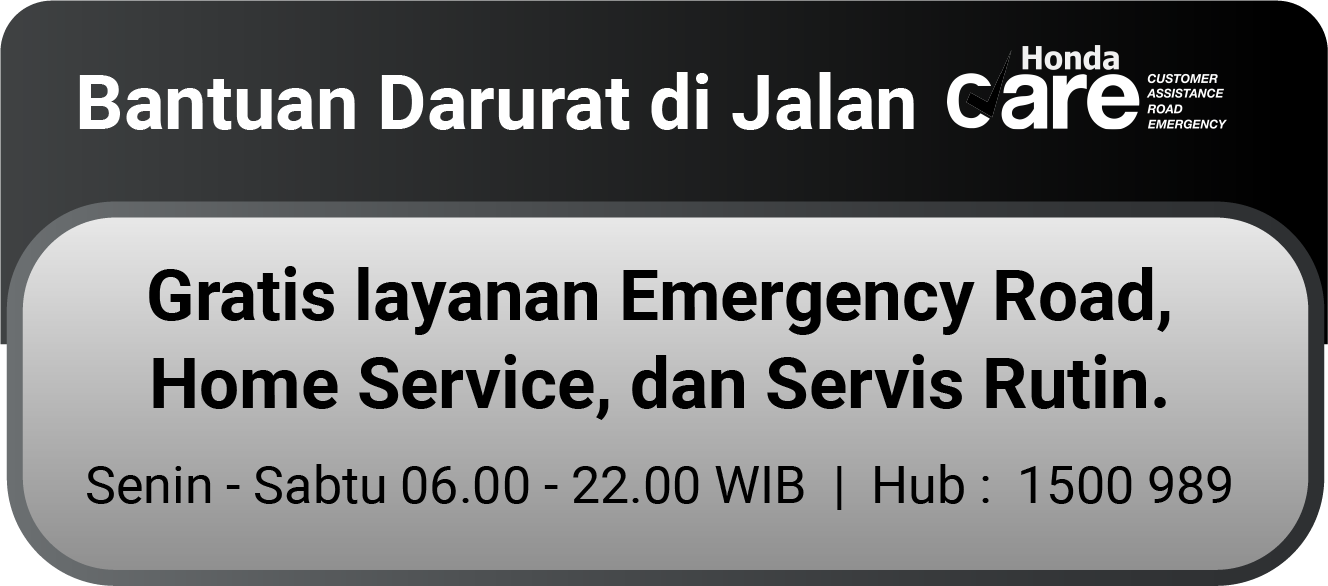 Bantuan Darurat di Jalan
Honda
care
CUSTOMER
ASSISTANCE
ROAD
EMERGENCY
Gratis layanan Emergency Road,
Home Service, dan Servis Rutin.
Senin - Sabtu 06.00 - 22.00 WIB | Hub : 1500 989